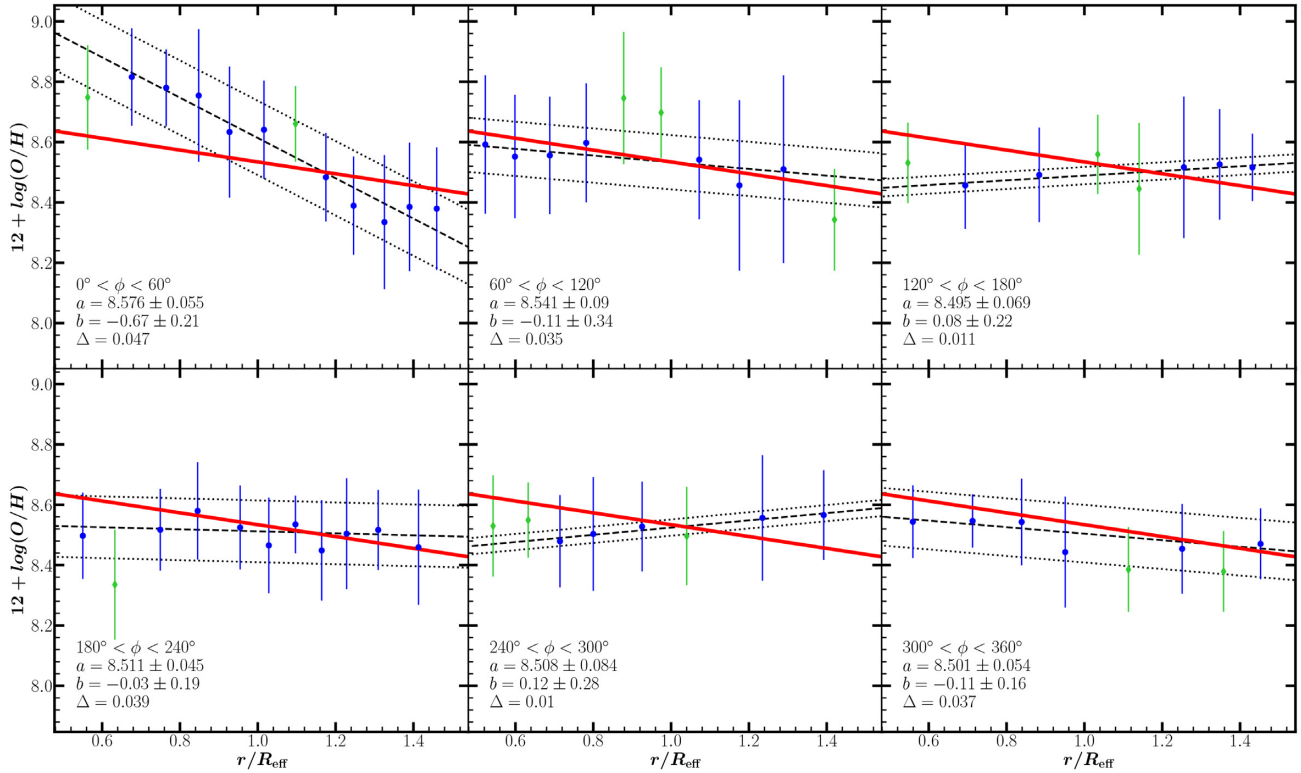 9.0
8.8
8.6
8.4
8.2
8.0
12 + log(O/H)
0° < ϕ < 60°
a = 8.576 ± 0.055
b = −0.67 ± 0.21
Δ = 0.047
60° < ϕ < 120°
a = 8.541 ± 0.09
b = −0.11 ± 0.34
Δ = 0.035
120° < ϕ < 180°
a = 8.495 ± 0.069
b = 0.08 ± 0.22
Δ = 0.011
9.0
8.8
8.6
8.4
8.2
8.0
12 + log(O/H)
180° < ϕ < 240°
a = 8.511 ± 0.045
b = −0.03 ± 0.19
Δ = 0.039
240° < ϕ < 300°
a = 8.508 ± 0.084
b = 0.12 ± 0.28
Δ = 0.01
300° < ϕ < 360°
a = 8.501 ± 0.054
b = −0.11 ± 0.16
Δ = 0.037
0.6 0.8 1.0 1.2 1.4 0.6 0.8 1.0 1.2 1.4 0.6 0.8 1.0 1.2 1.4
r/R_eff r/R_eff r/R_eff